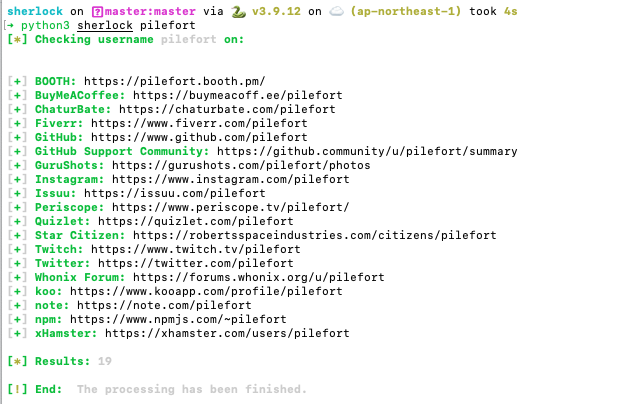 sherlock on master:master via 🐍 v3.9.12 on ☁️ (ap-northeast-1) took 4s
[➜ python3 sherlock pilefort
[*] Checking username pilefort on:
[+] BOOTH: https://pilefort.booth.pm/
[+] BuyMeACoffee: https://buymeacoff.ee/pilefort
[+] ChaturBate: https://chaturbate.com/pilefort
[+] Fiverr: https://www.fiverr.com/pilefort
[+] GitHub: https://www.github.com/pilefort
[+] GitHub Support Community: https://github.community/u/pilefort/summary
[+] GuruShots: https://gurushots.com/pilefort/photos
[+] Instagram: https://www.instagram.com/pilefort
[+] Issuu: https://issuu.com/pilefort
[+] Periscope: https://www.periscope.tv/pilefort/
[+] Quizlet: https://quizlet.com/pilefort
[+] Star Citizen: https://robertsspaceindustries.com/citizens/pilefort
[+] Twitch: https://www.twitch.tv/pilefort
[+] Twitter: https://twitter.com/pilefort
[+] Whonix Forum: https://forums.whonix.org/u/pilefort
[+] koo: https://www.kooapp.com/profile/pilefort
[+] note: https://note.com/pilefort
[+] npm: https://www.npmjs.com/~pilefort
[+] xHamster: https://xhamster.com/users/pilefort
[*] Results: 19
[!] End:  The processing has been finished.